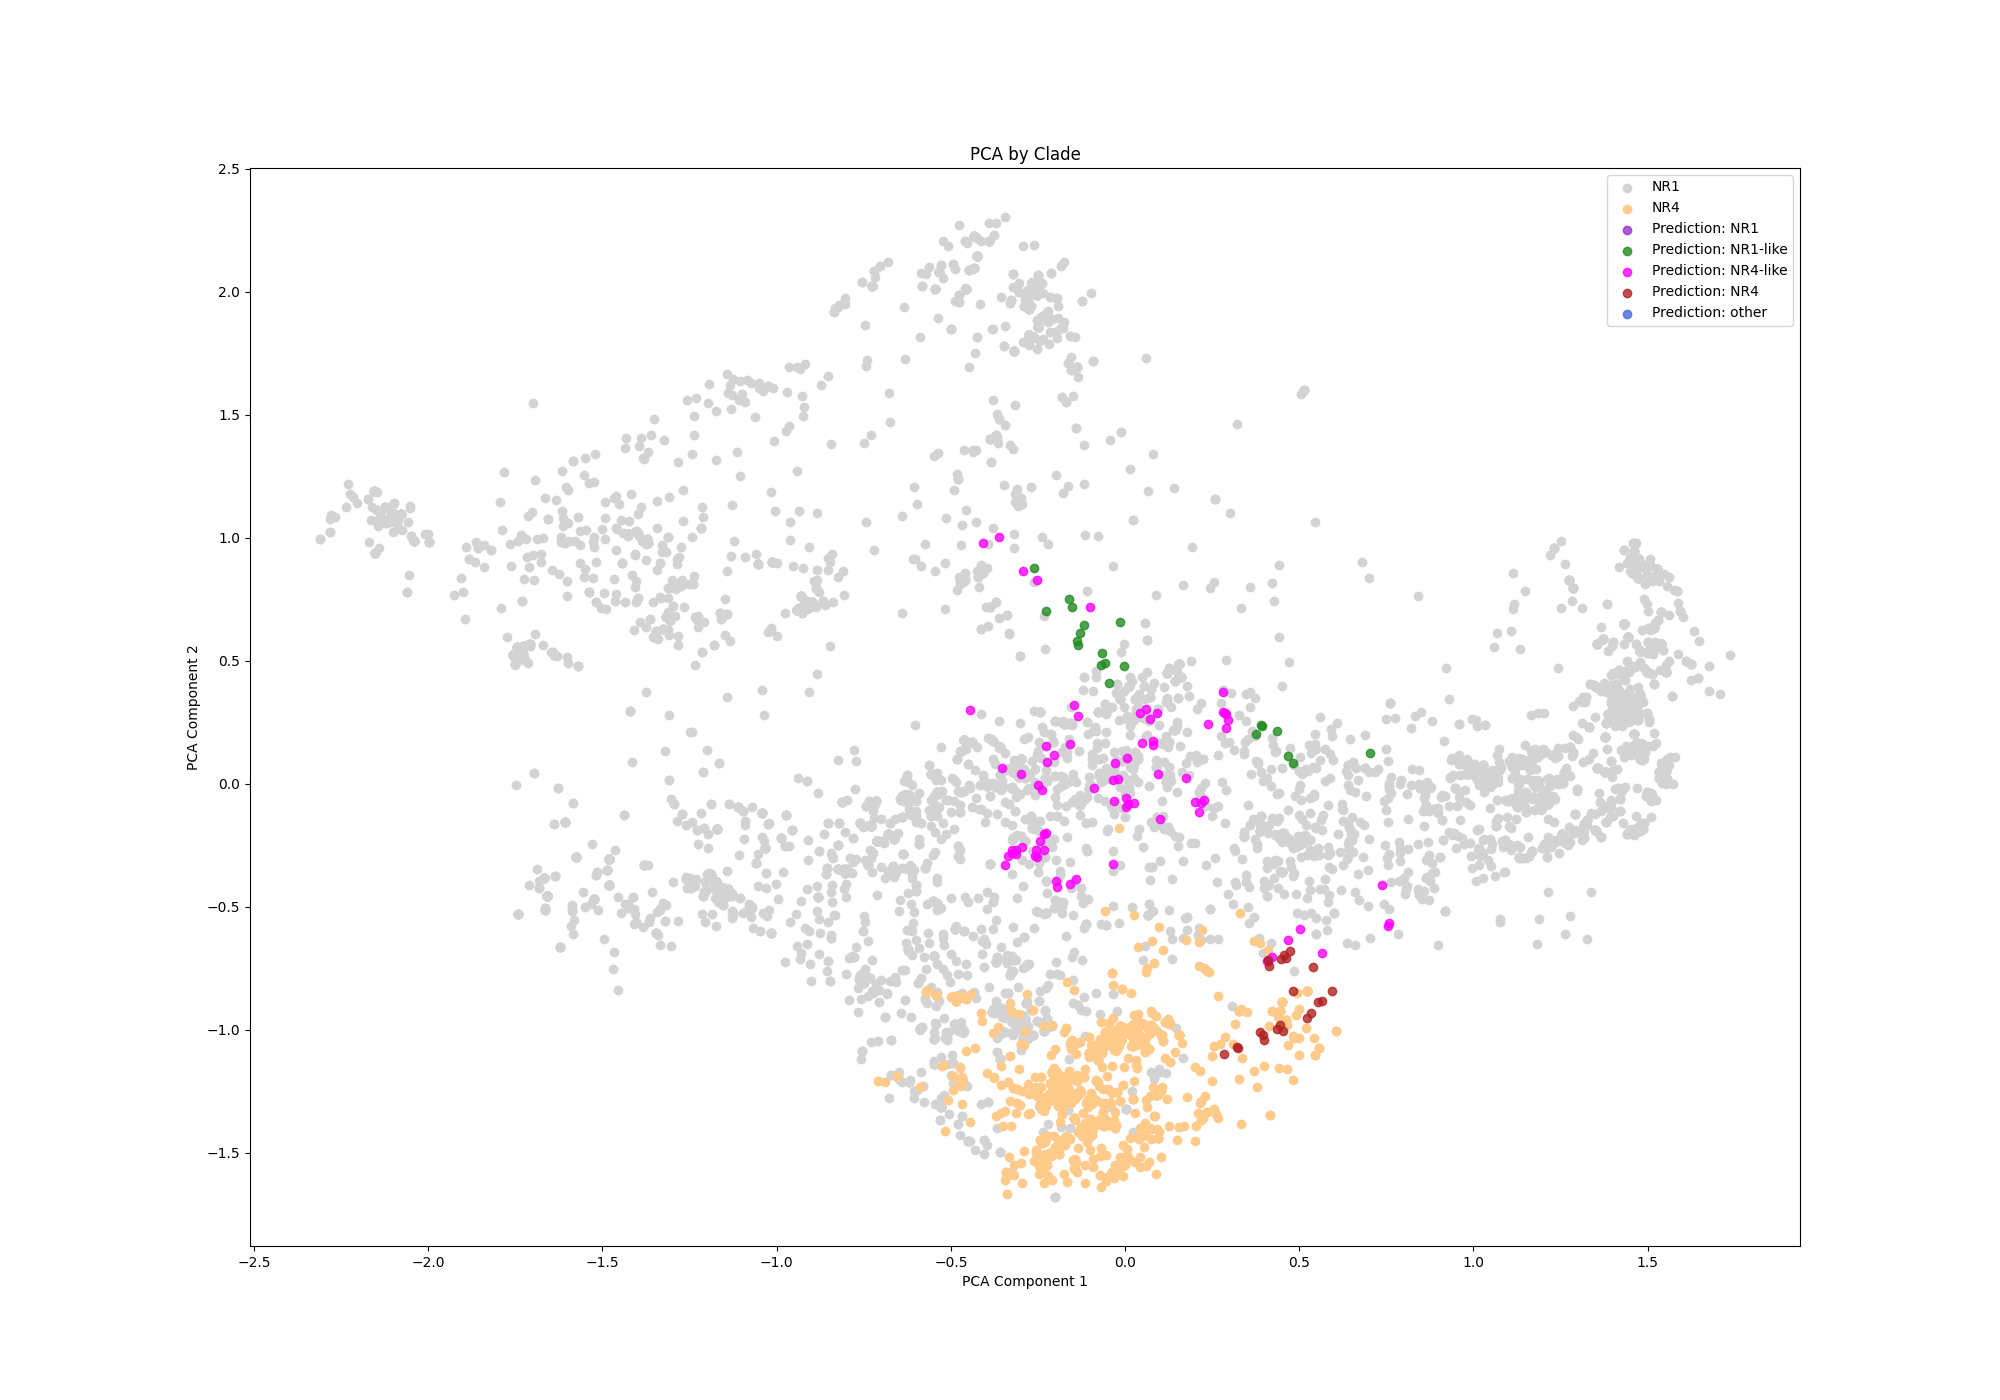 PCA by Clade
2.5
2.0
1.5
1.0
0.5
0.0
−0.5
−1.0
−1.5
PCA Component 2
NR1
NR4
Prediction: NR1
Prediction: NR1-like
Prediction: NR4-like
Prediction: NR4
Prediction: other
−2.5 −2.0 −1.5 −1.0 −0.5 0.0 0.5 1.0 1.5
PCA Component 1